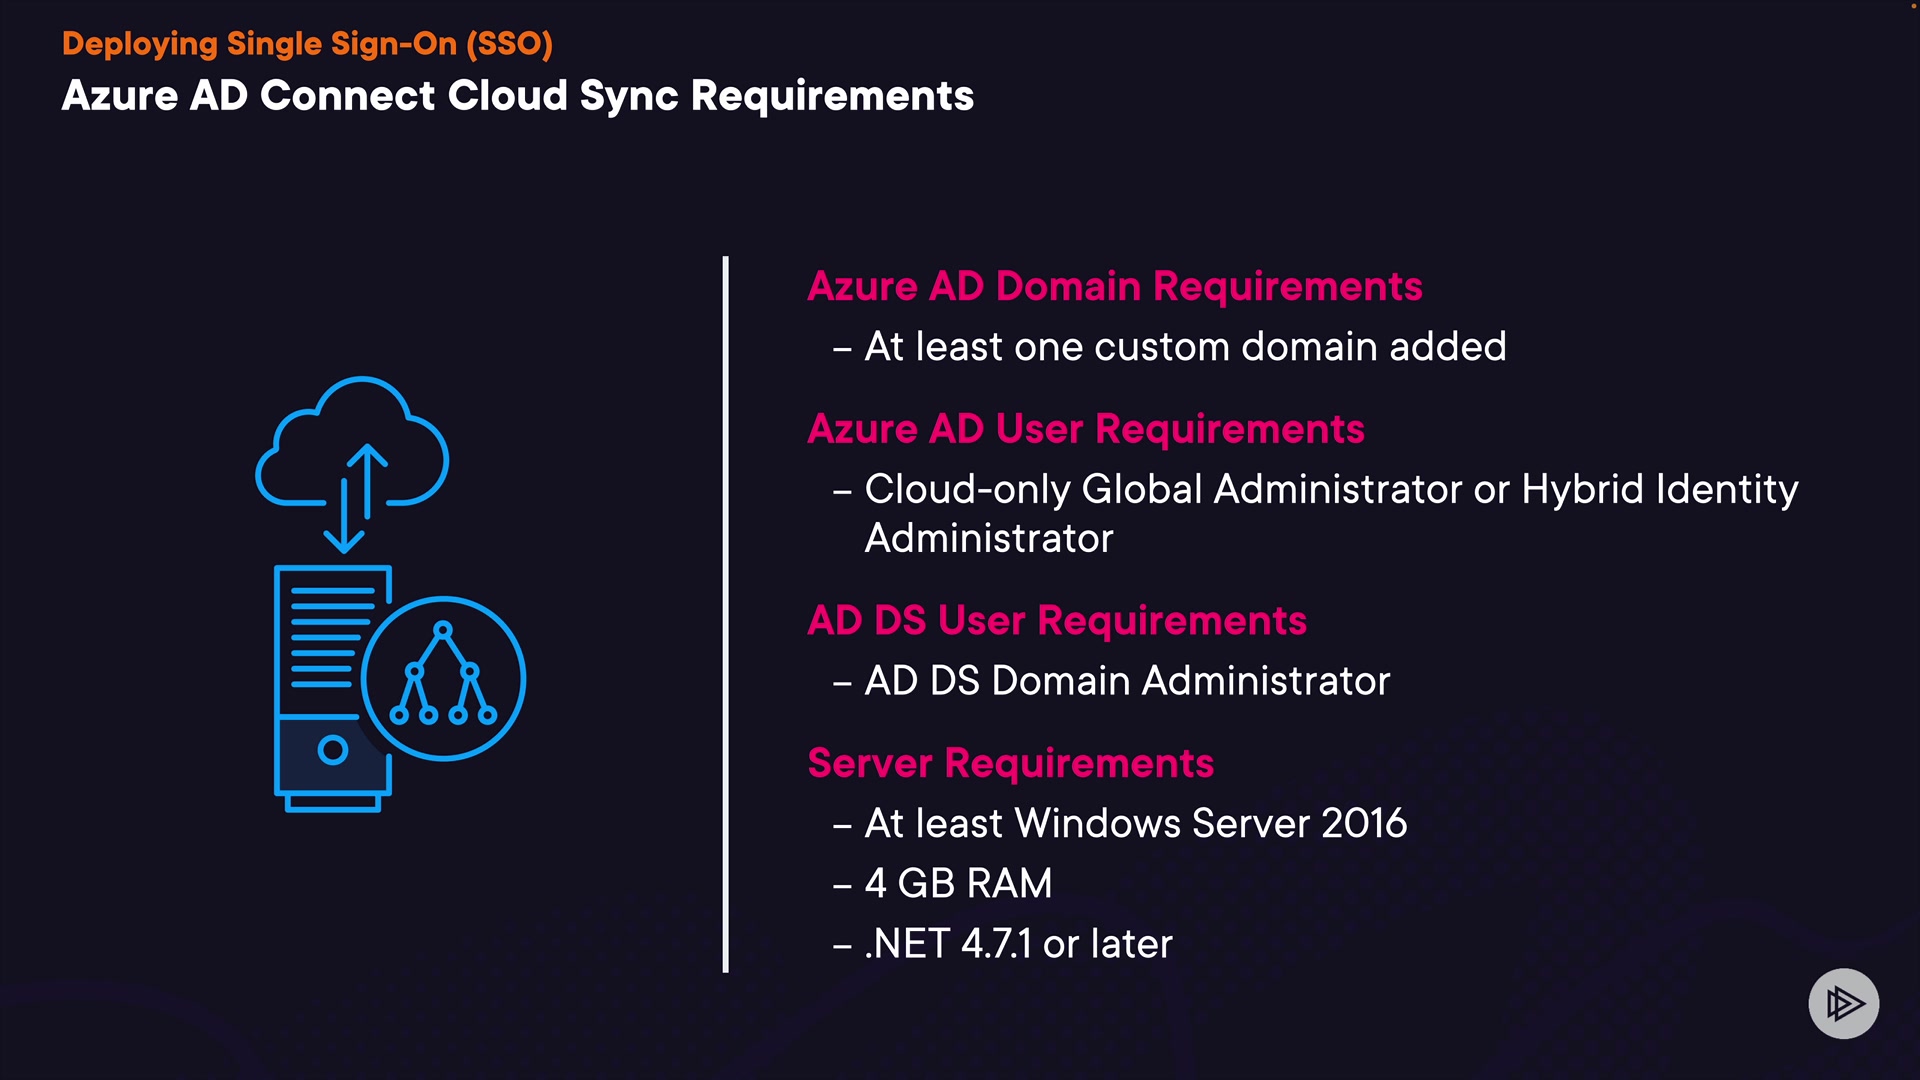 Deploying Single Sign-On (SSO)
Azure AD Connect Cloud Sync Requirements
Azure AD Domain Requirements
– At least one custom domain added
Azure AD User Requirements
– Cloud-only Global Administrator or Hybrid Identity
Administrator
AD DS User Requirements
– AD DS Domain Administrator
Server Requirements
– At least Windows Server 2016
– 4 GB RAM
– .NET 4.7.1 or later